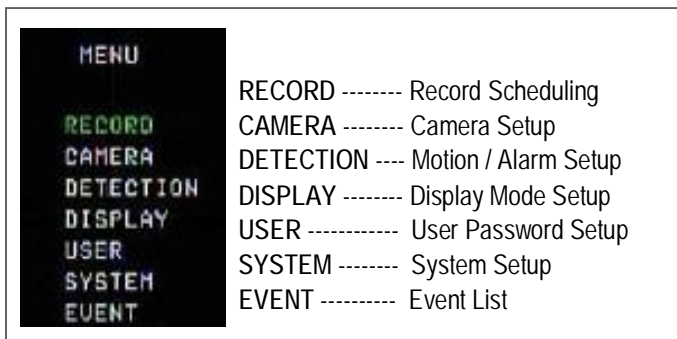 MENU
RECORD
CAMERA
DETECTION
DISPLAY
USER
SYSTEM
EVENT
RECORD -------- Record Scheduling
CAMERA -------- Camera Setup
DETECTION ---- Motion / Alarm Setup
DISPLAY -------- Display Mode Setup
USER ------------ User Password Setup
SYSTEM -------- System Setup
EVENT ---------- Event List